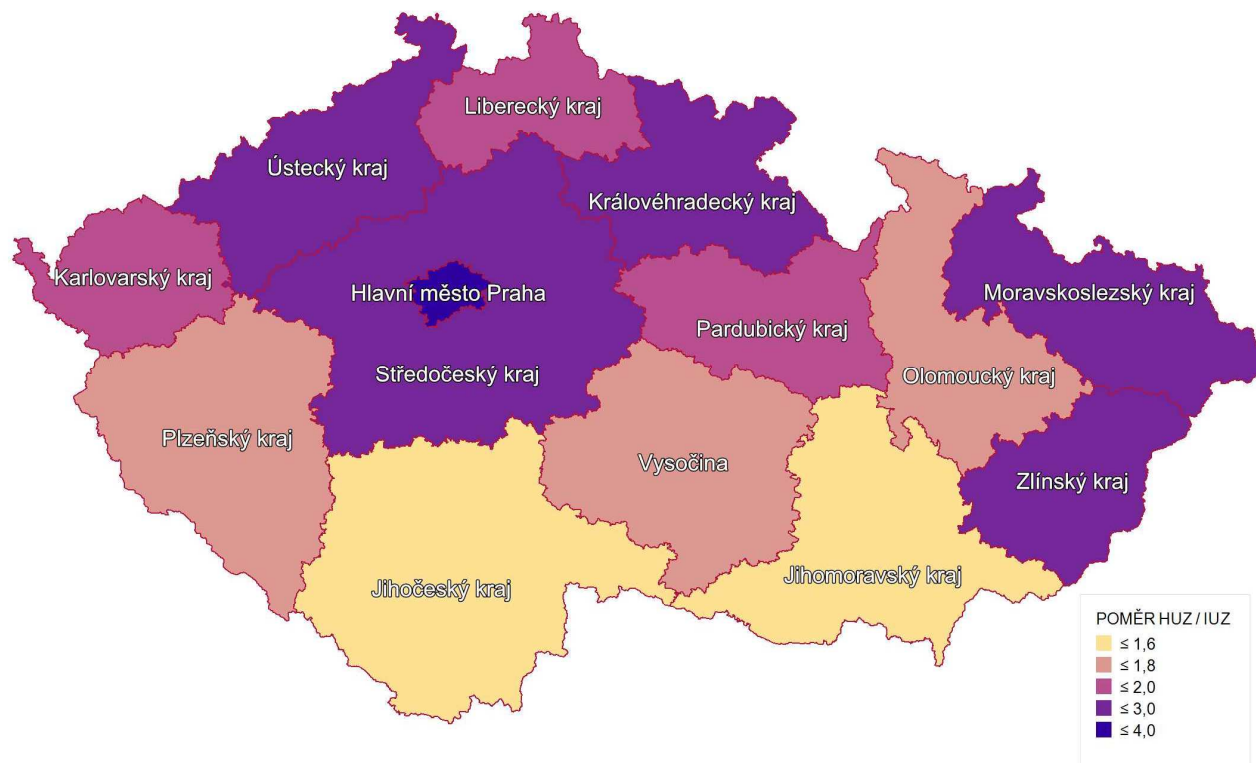 Liberecký kraj
Ústecký kraj
Královéhradecký kraj
Karlovarský kraj
Hlavní město Praha
Moravskoslezský kraj
Pardubický kraj
Středočeský kraj
Olomoucký kraj
Plzeňský kraj
Vysočina
Zlínský kraj
Jihočeský kraj
Jihomoravský kraj
POMĚR HUZ / IUZ
≤ 1,6
≤ 1,8
≤ 2,0
≤ 3,0
≤ 4,0